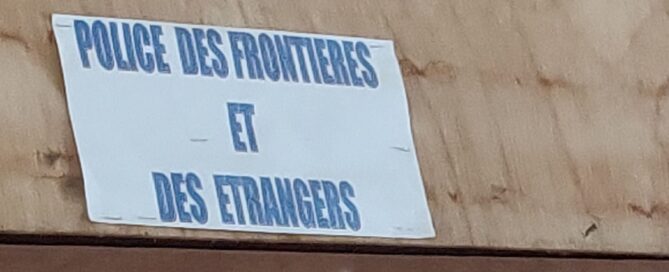 POLICE DES FRONTIERES
ET
DES ETRANGERS